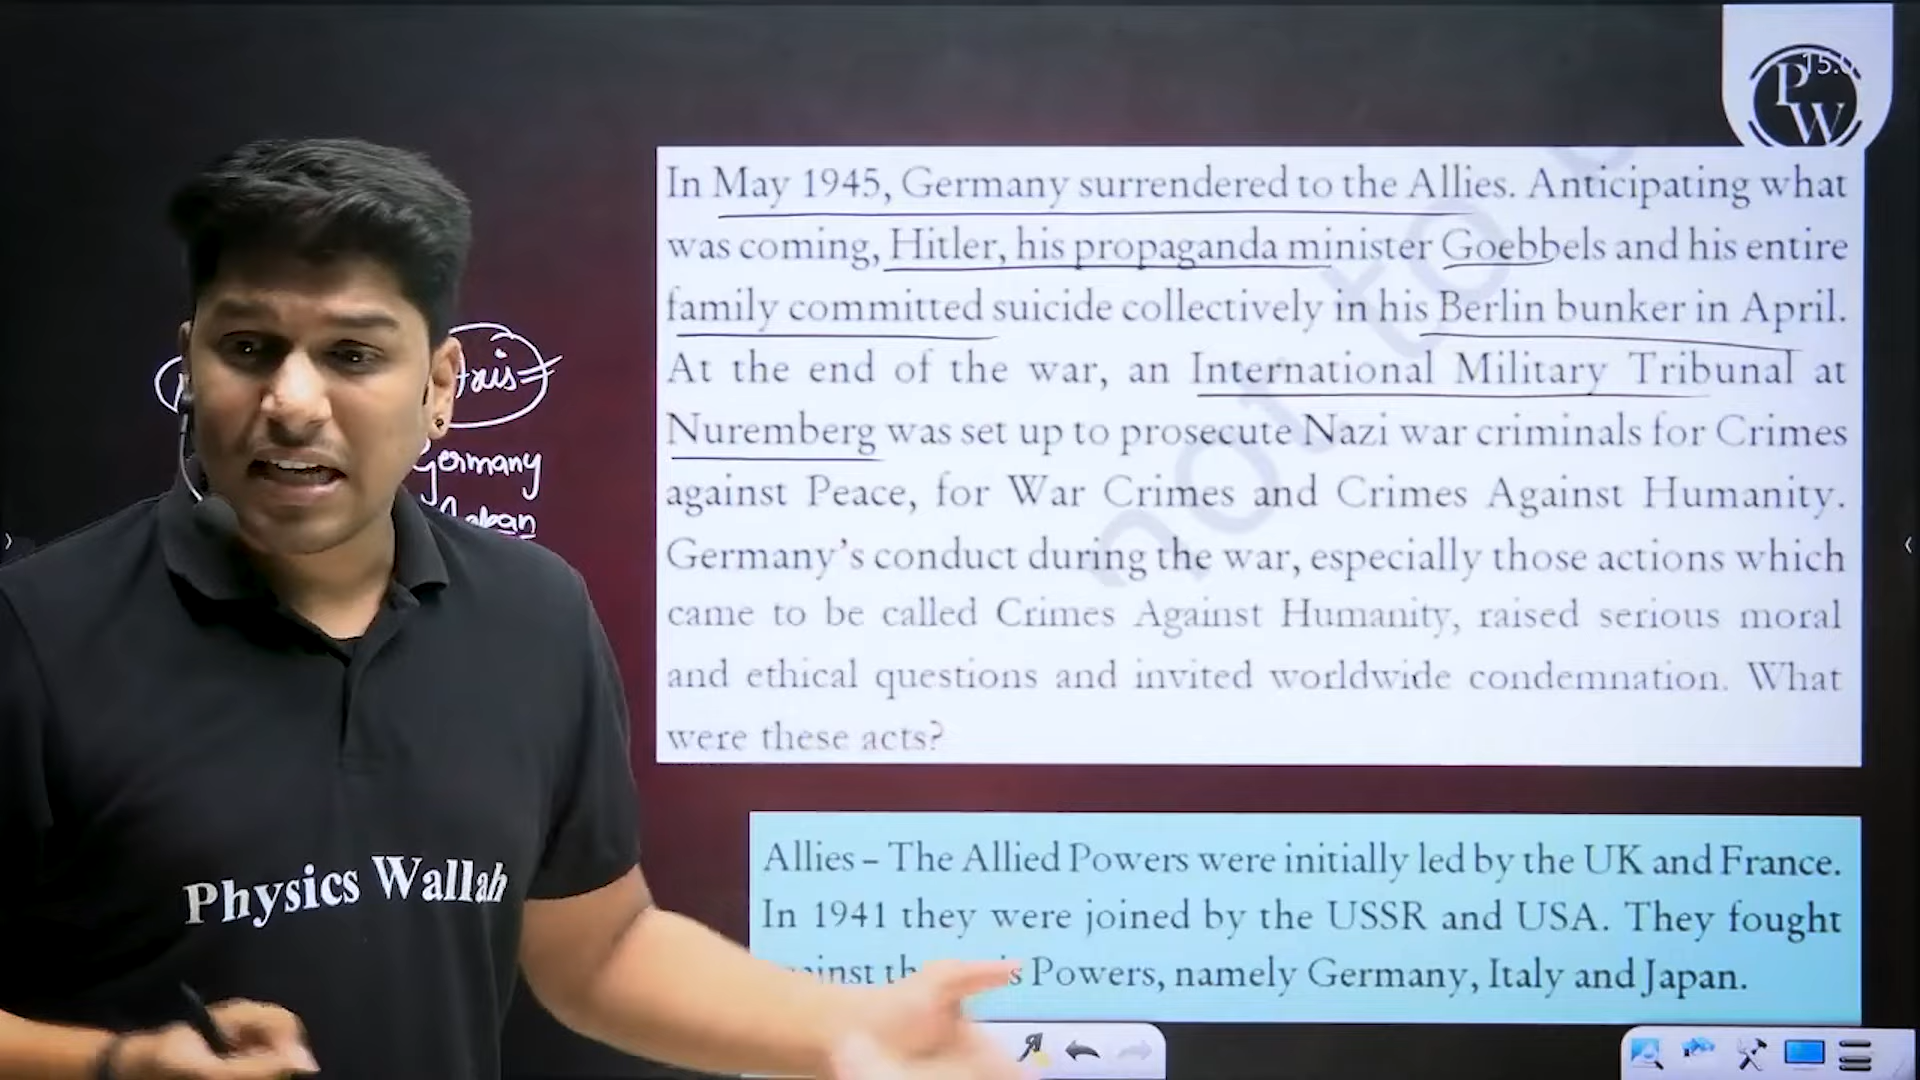 PW
15.
In May 1945, Germany surrendered to the Allies. Anticipating what
was coming, Hitler, his propaganda minister Goebbels and his entire
family committed suicide collectively in his Berlin bunker in April.
At the end of the war, an International Military Tribunal at
Nuremberg was set up to prosecute Nazi war criminals for Crimes
against Peace, for War Crimes and Crimes Against Humanity.
Germany's conduct during the war, especially those actions which
came to be called Crimes Against Humanity, raised serious moral
and ethical questions and invited worldwide condemnation. What
were these acts?
Germany
Allies – The Allied Powers were initially led by the UK and France.
In 1941 they were joined by the USSR and USA. They fought
Powers, namely Germany, Italy and Japan.
Physics Wallah
not to